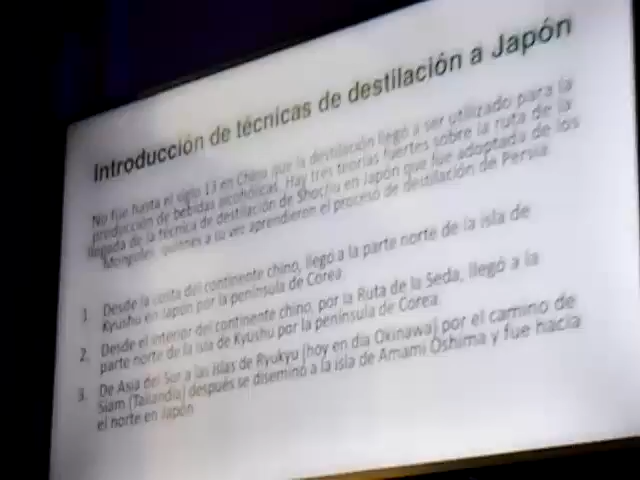 Introducción de técnicas de destilación a Japón
No fue hasta el siglo 13 en China que la destilación llegó a ser utilizado para la
producción de bebidas alcohólicas. Hay tres teorías fuertes sobre la ruta de la
llegada de la técnica de destilación de Shochu en Japón que fue adoptada de los
Mongoles, quienes a su vez aprendieron el proceso de destilación de Persia.
1. Desde la costa del continente chino, llegó a la parte norte de la isla de
Kyushu en Japón por la península de Corea.
2. Desde el interior del continente chino, por la Ruta de la Seda, llegó a la
parte norte de la isla de Kyushu por la península de Corea.
3. De Asia del Sur a las islas de Ryukyu (hoy en día Okinawa) por el camino de
Siam (Tailandia) después se diseminó a la isla de Amami Oshima y fue hacia
el norte en Japón